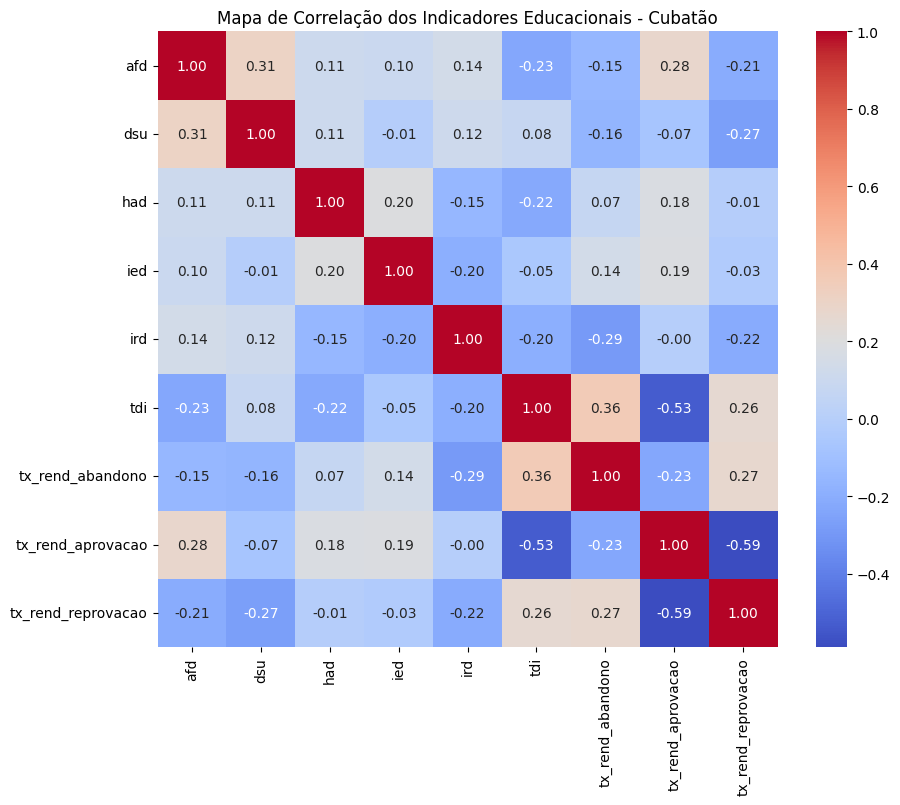 Mapa de Correlação dos Indicadores Educacionais - Cubatão
afd 1.00 0.31 0.11 0.10 0.14 -0.23 -0.15 0.28 -0.21
dsu 0.31 1.00 0.11 -0.01 0.12 0.08 -0.16 -0.07 -0.27
had 0.11 0.11 1.00 0.20 -0.15 -0.22 0.07 0.18 -0.01
ied 0.10 -0.01 0.20 1.00 -0.20 -0.05 0.14 0.19 -0.03
ird 0.14 0.12 -0.15 -0.20 1.00 -0.20 -0.29 -0.00 -0.22
tdi -0.23 0.08 -0.22 -0.05 -0.20 1.00 0.36 -0.53 0.26
tx_rend_abandono -0.15 -0.16 0.07 0.14 -0.29 0.36 1.00 -0.23 0.27
tx_rend_aprovacao 0.28 -0.07 0.18 0.19 -0.00 -0.53 -0.23 1.00 -0.59
tx_rend_reprovacao -0.21 -0.27 -0.01 -0.03 -0.22 0.26 0.27 -0.59 1.00
afd dsu had ied ird tdi tx_rend_abandono tx_rend_aprovacao tx_rend_reprovacao
1.0
0.8
0.6
0.4
0.2
0.0
-0.2
-0.4